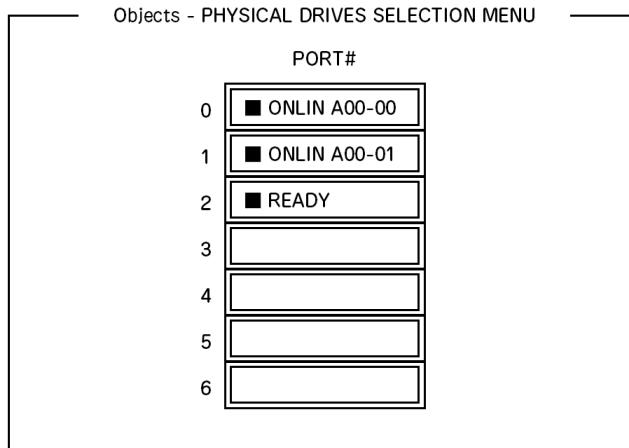 Objects - PHYSICAL DRIVES SELECTION MENU
PORT#
0 ■ ONLIN A00-00
1 ■ ONLIN A00-01
2 ■ READY
3
4
5
6